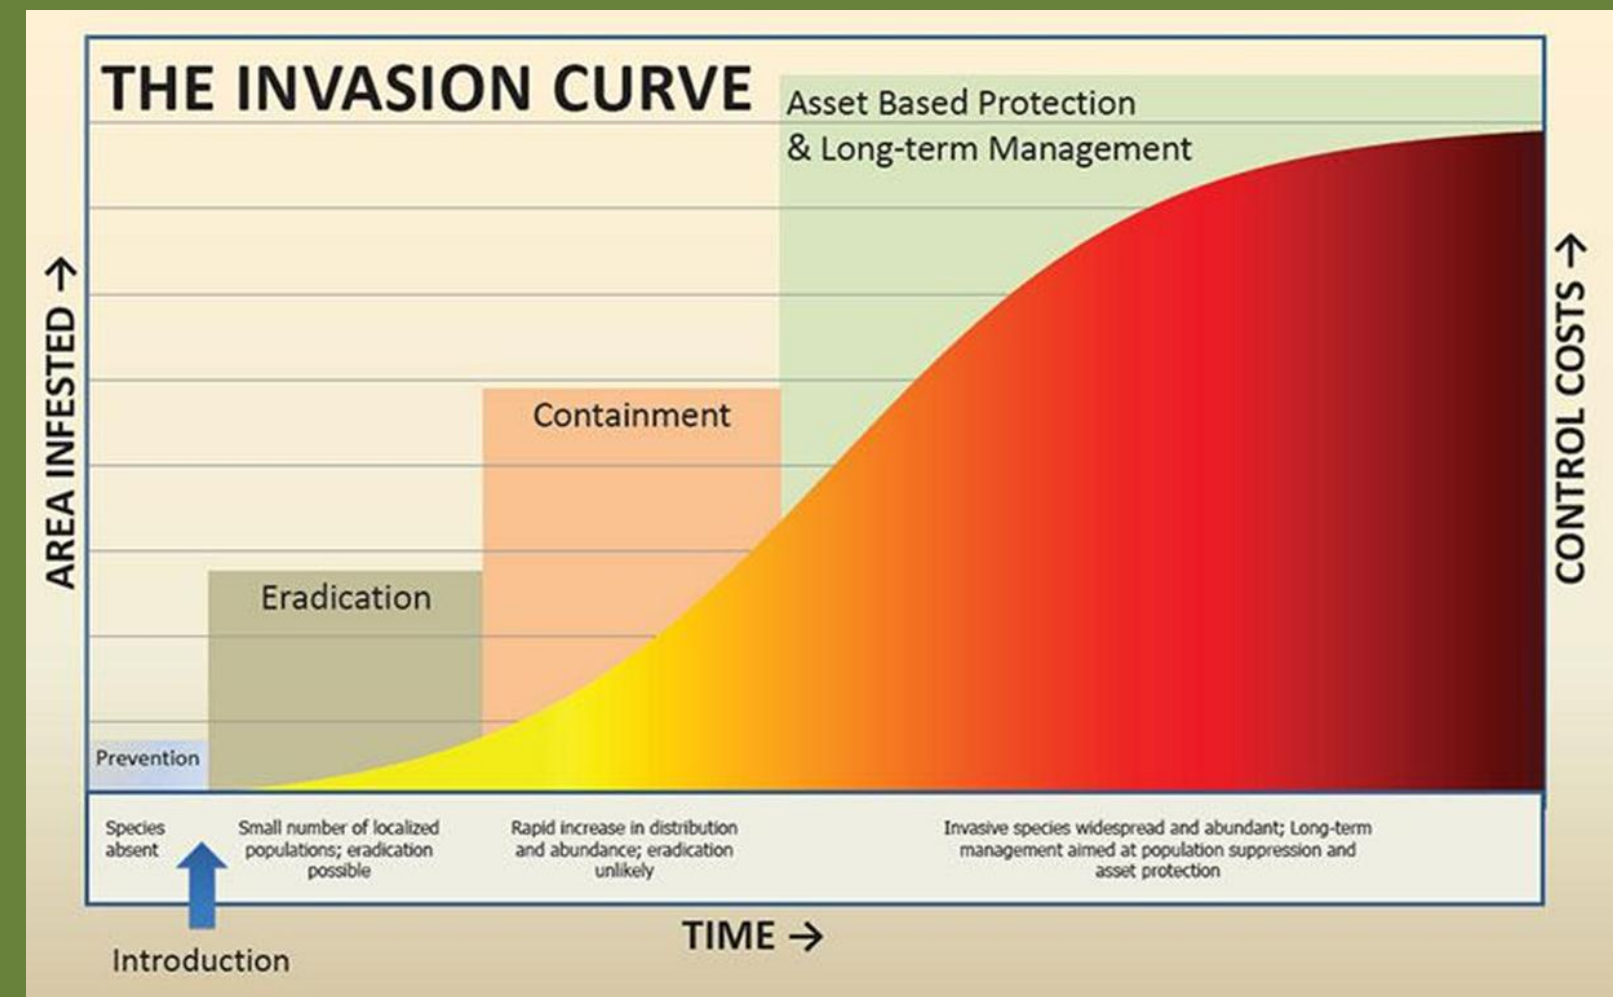 THE INVASION CURVE
Asset Based Protection
& Long-term Management
Containment
Eradication
Prevention
AREA INFESTED →
CONTROL COSTS →
Species
absent
Small number of localized
populations; eradication
possible
Rapid increase in distribution
and abundance; eradication
unlikely
Invasive species widespread and abundant; Long-term
management aimed at population suppression and
asset protection
TIME →
Introduction